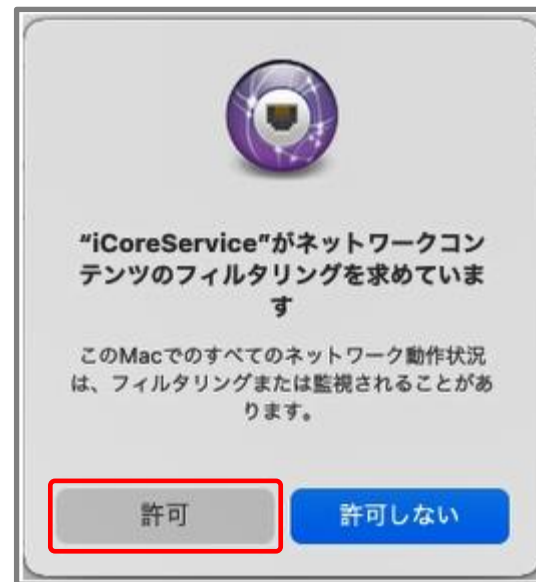 “iCoreService"がネットワークコン
テンツのフィルタリングを求めていま
す
このMacでのすべてのネットワーク動作状況
は、フィルタリングまたは監視されることがあ
ります。
許可
許可しない